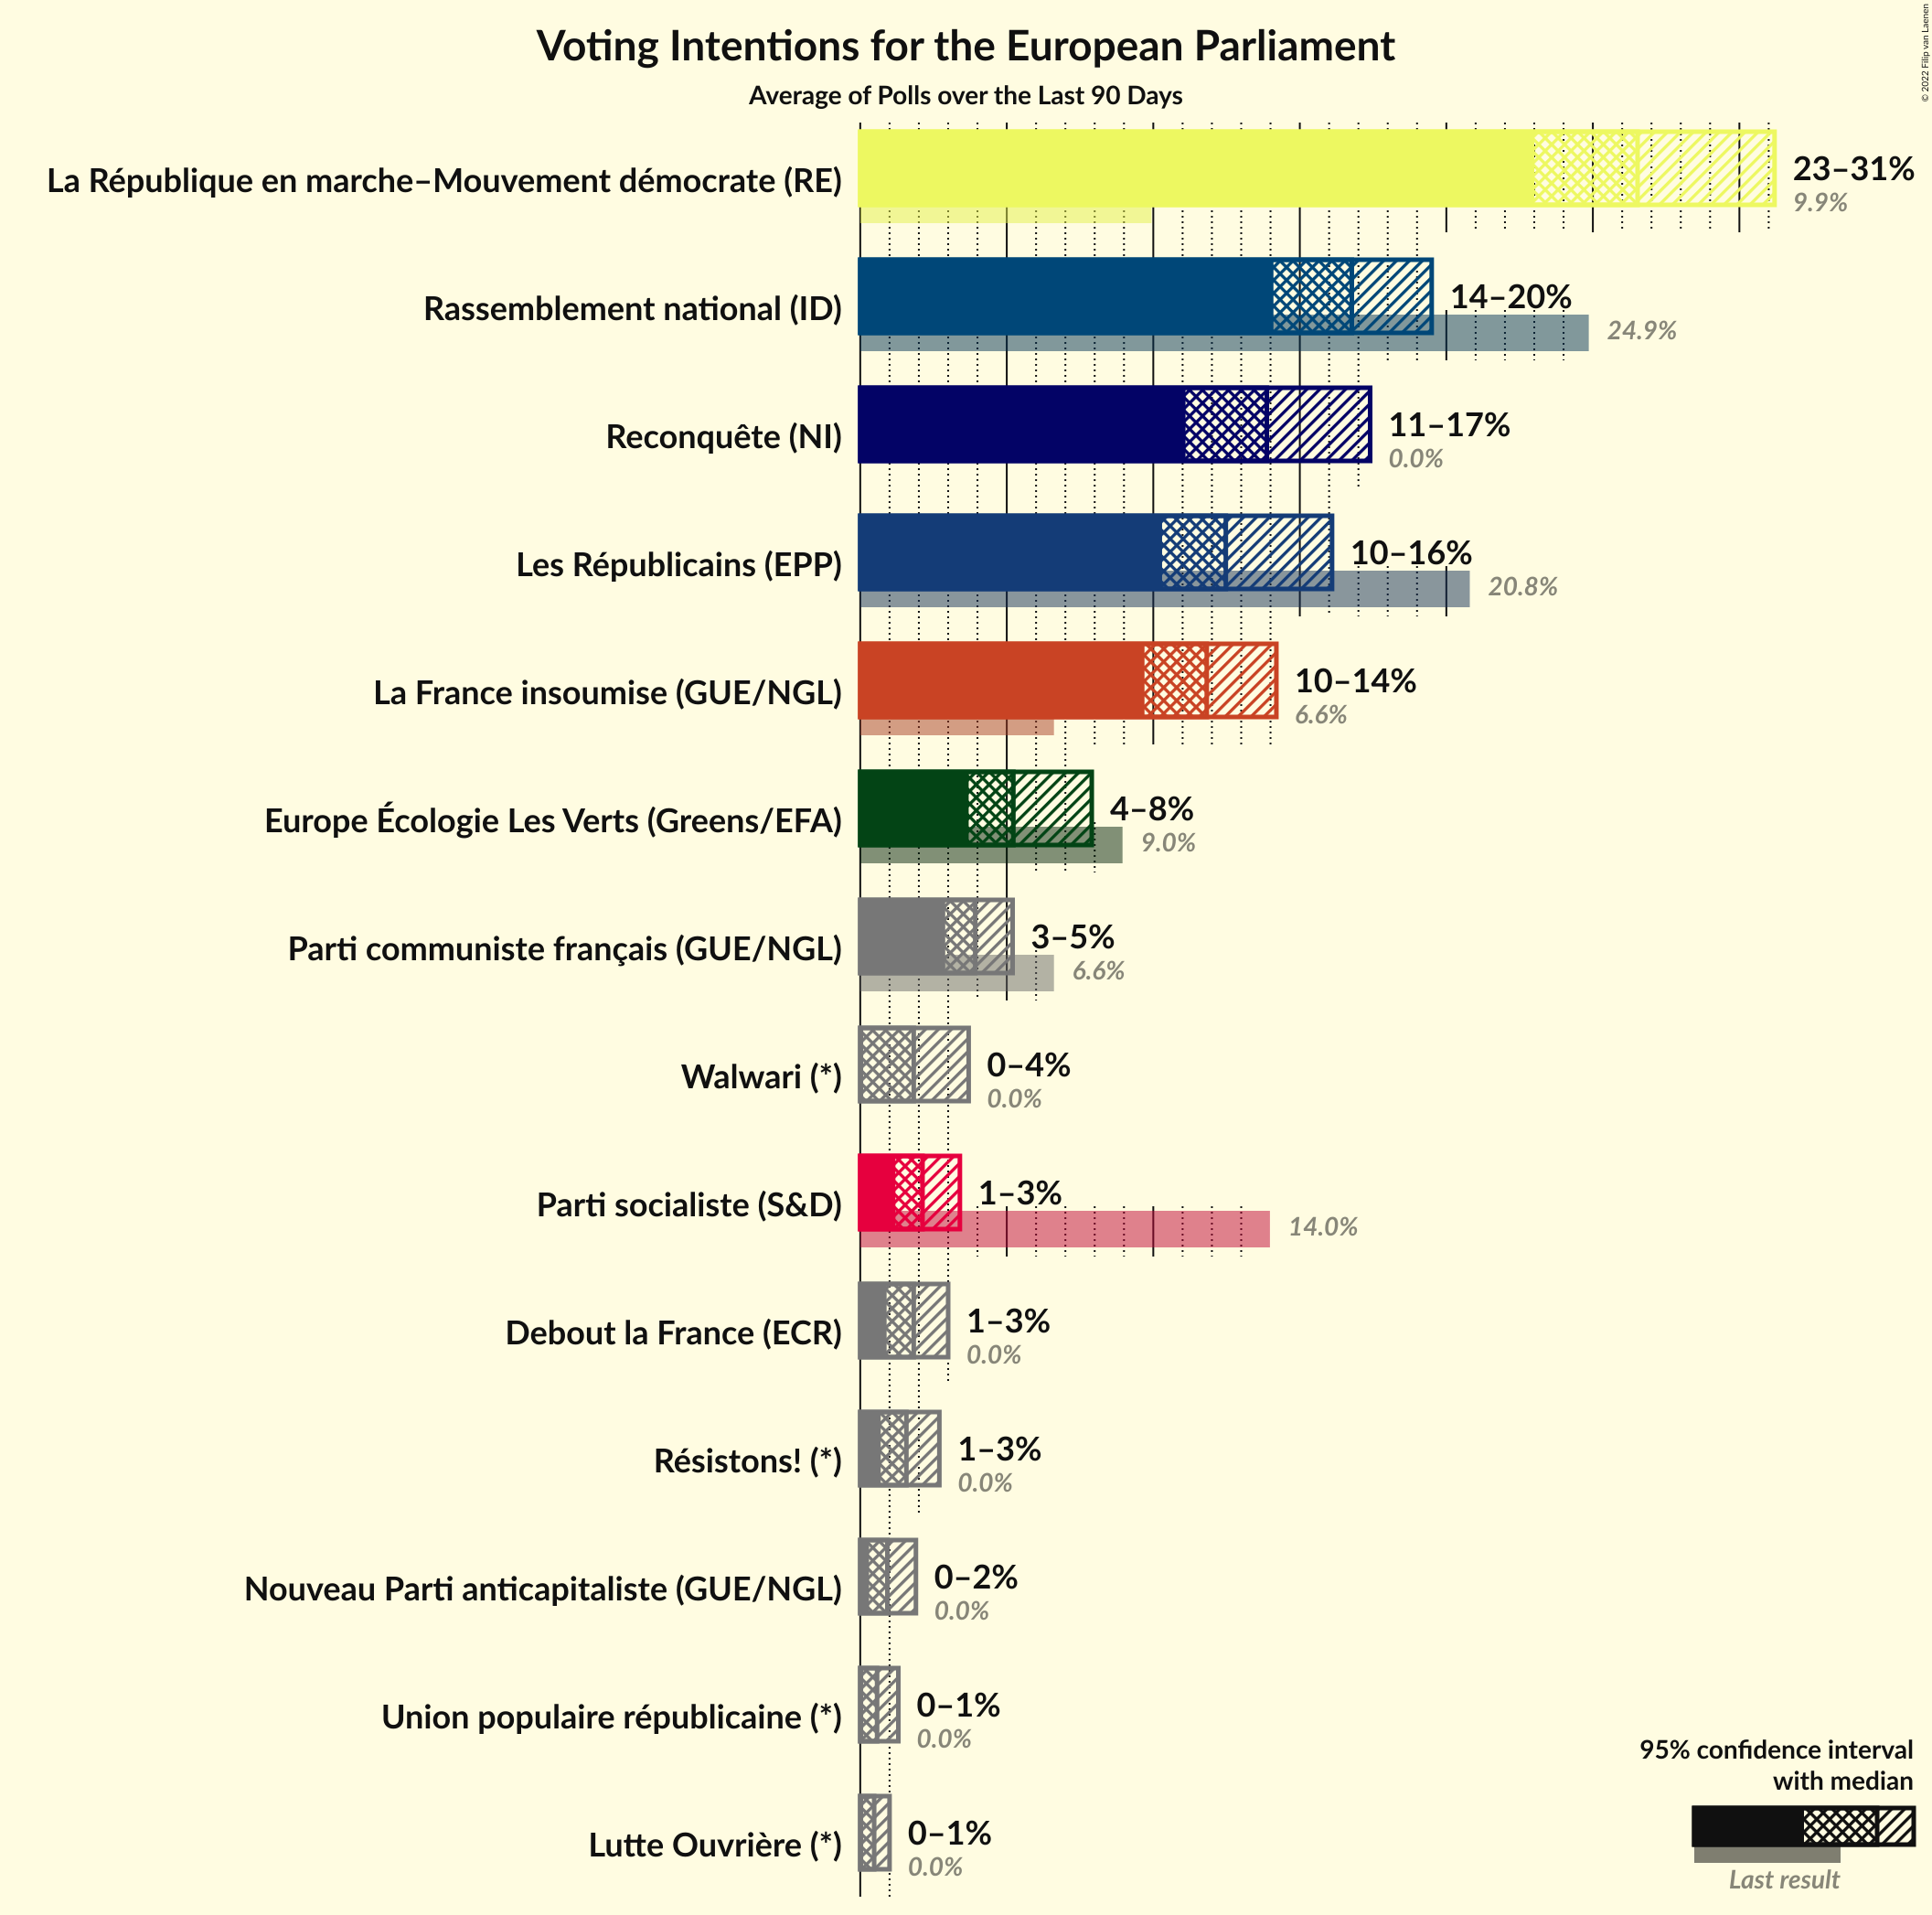 Voting Intentions for the European Parliament
Average of Polls over the Last 90 Days
© 2022 Filip van Laenen
La République en marche–Mouvement démocrate (RE)
23–31%
9.9%
Rassemblement national (ID)
14–20%
24.9%
Reconquête (NI)
11–17%
0.0%
Les Républicains (EPP)
10–16%
20.8%
La France insoumise (GUE/NGL)
10–14%
6.6%
Europe Écologie Les Verts (Greens/EFA)
4–8%
9.0%
Parti communiste français (GUE/NGL)
3–5%
6.6%
Walwari (*)
0–4%
0.0%
Parti socialiste (S&D)
1–3%
14.0%
Debout la France (ECR)
1–3%
0.0%
Résistons! (*)
1–3%
0.0%
Nouveau Parti anticapitaliste (GUE/NGL)
0–2%
0.0%
Union populaire républicaine (*)
0–1%
0.0%
Lutte Ouvrière (*)
0–1%
0.0%
95% confidence interval
with median
Last result